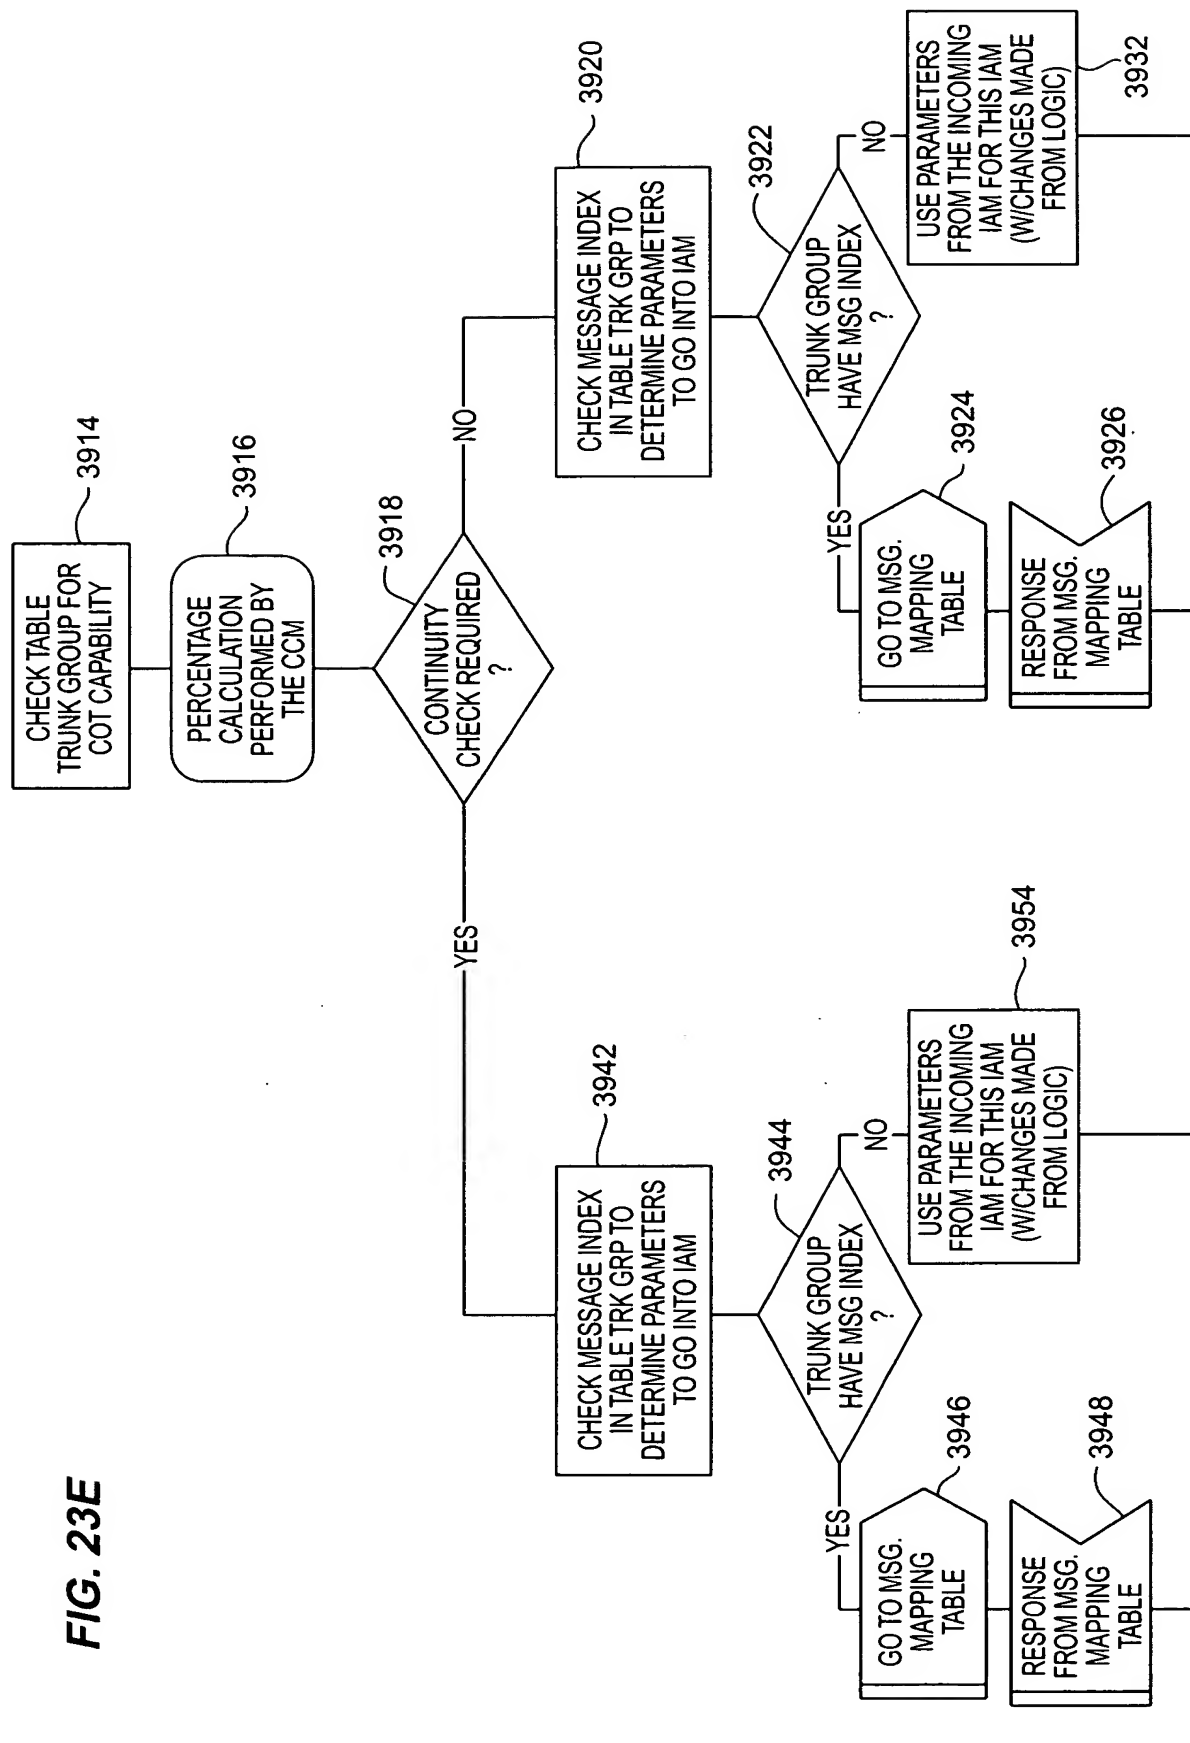 FIG. 23E
CHECK TABLE
TRUNK GROUP FOR
COT CAPABILITY
3914
PERCENTAGE
CALCULATION
PERFORMED BY
THE CCM
3916
CONTINUITY
CHECK REQUIRED
?
3918
YES
NO
CHECK MESSAGE INDEX
IN TABLE TRK GRP TO
DETERMINE PARAMETERS
TO GO INTO IAM
3942
TRUNK GROUP
HAVE MSG INDEX
?
3944
YES
NO
GO TO MSG.
MAPPING
TABLE
3946
RESPONSE
FROM MSG.
MAPPING
TABLE
3948
USE PARAMETERS
FROM THE INCOMING
IAM FOR THIS IAM
(W/CHANGES MADE
FROM LOGIC)
3954
CHECK MESSAGE INDEX
IN TABLE TRK GRP TO
DETERMINE PARAMETERS
TO GO INTO IAM
3920
TRUNK GROUP
HAVE MSG INDEX
?
3922
YES
NO
GO TO MSG.
MAPPING
TABLE
3924
RESPONSE
FROM MSG.
MAPPING
TABLE
3926
USE PARAMETERS
FROM THE INCOMING
IAM FOR THIS IAM
(W/CHANGES MADE
FROM LOGIC)
3932